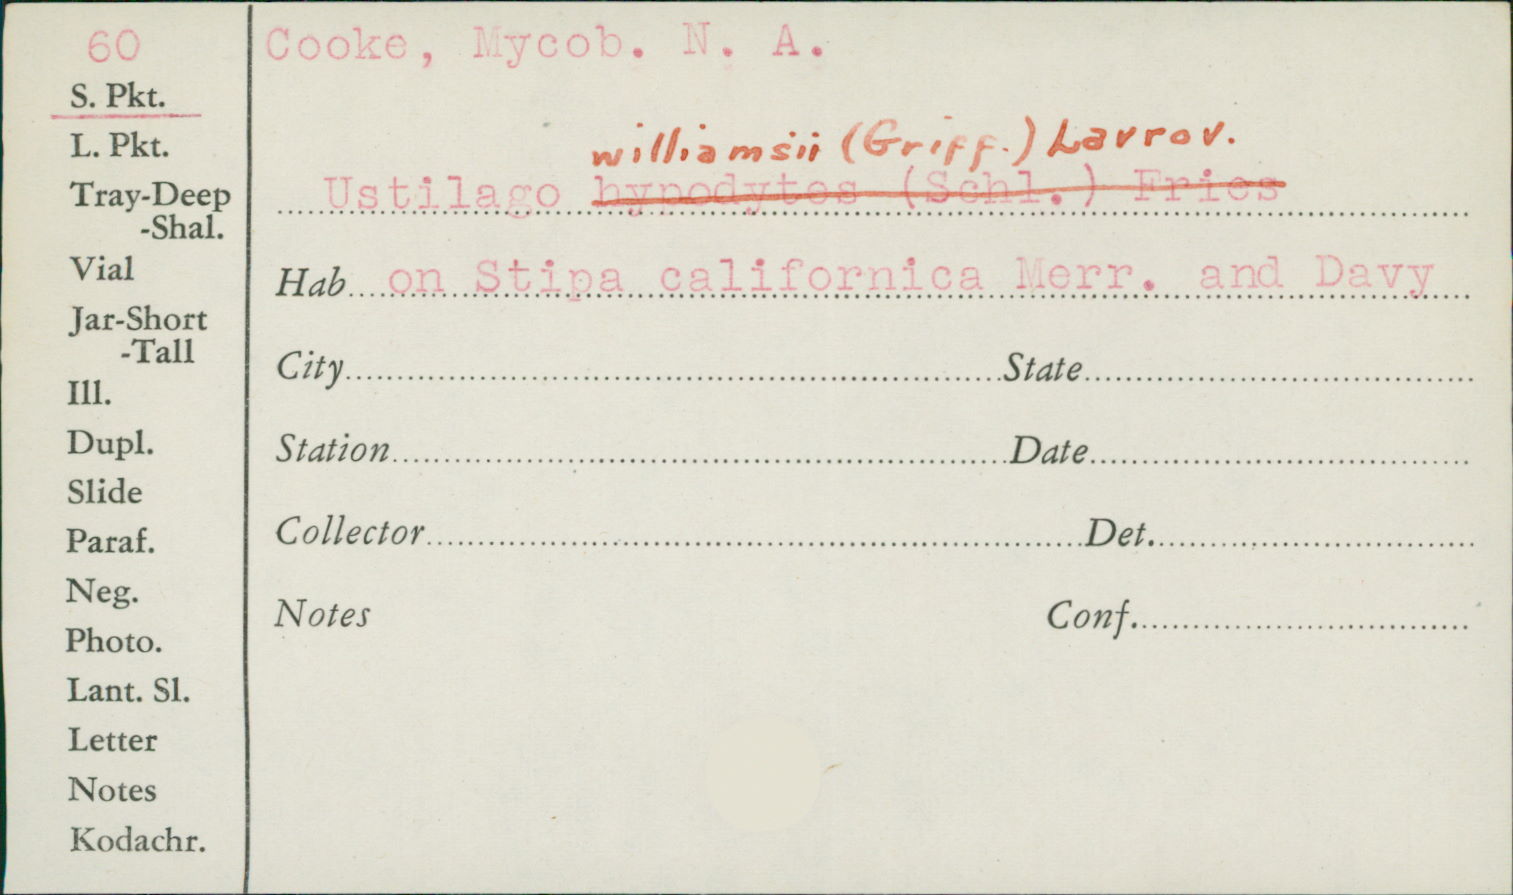 60
S. Pkt.
L. Pkt.
Tray-Deep
-Shal.
Vial
Jar-Short
-Tall
Ill.
Dupl.
Slide
Paraf.
Neg.
Photo.
Lant. Sl.
Letter
Notes
Kodachr.
Cooke, Mycob. N. A.
williamsii (Griff.) Lavrov.
Ustilago hypodytes (Schl.) Fries
Hab. on Stipa californica Merr. and Davy
City State
Station Date
Collector Det.
Notes Conf.